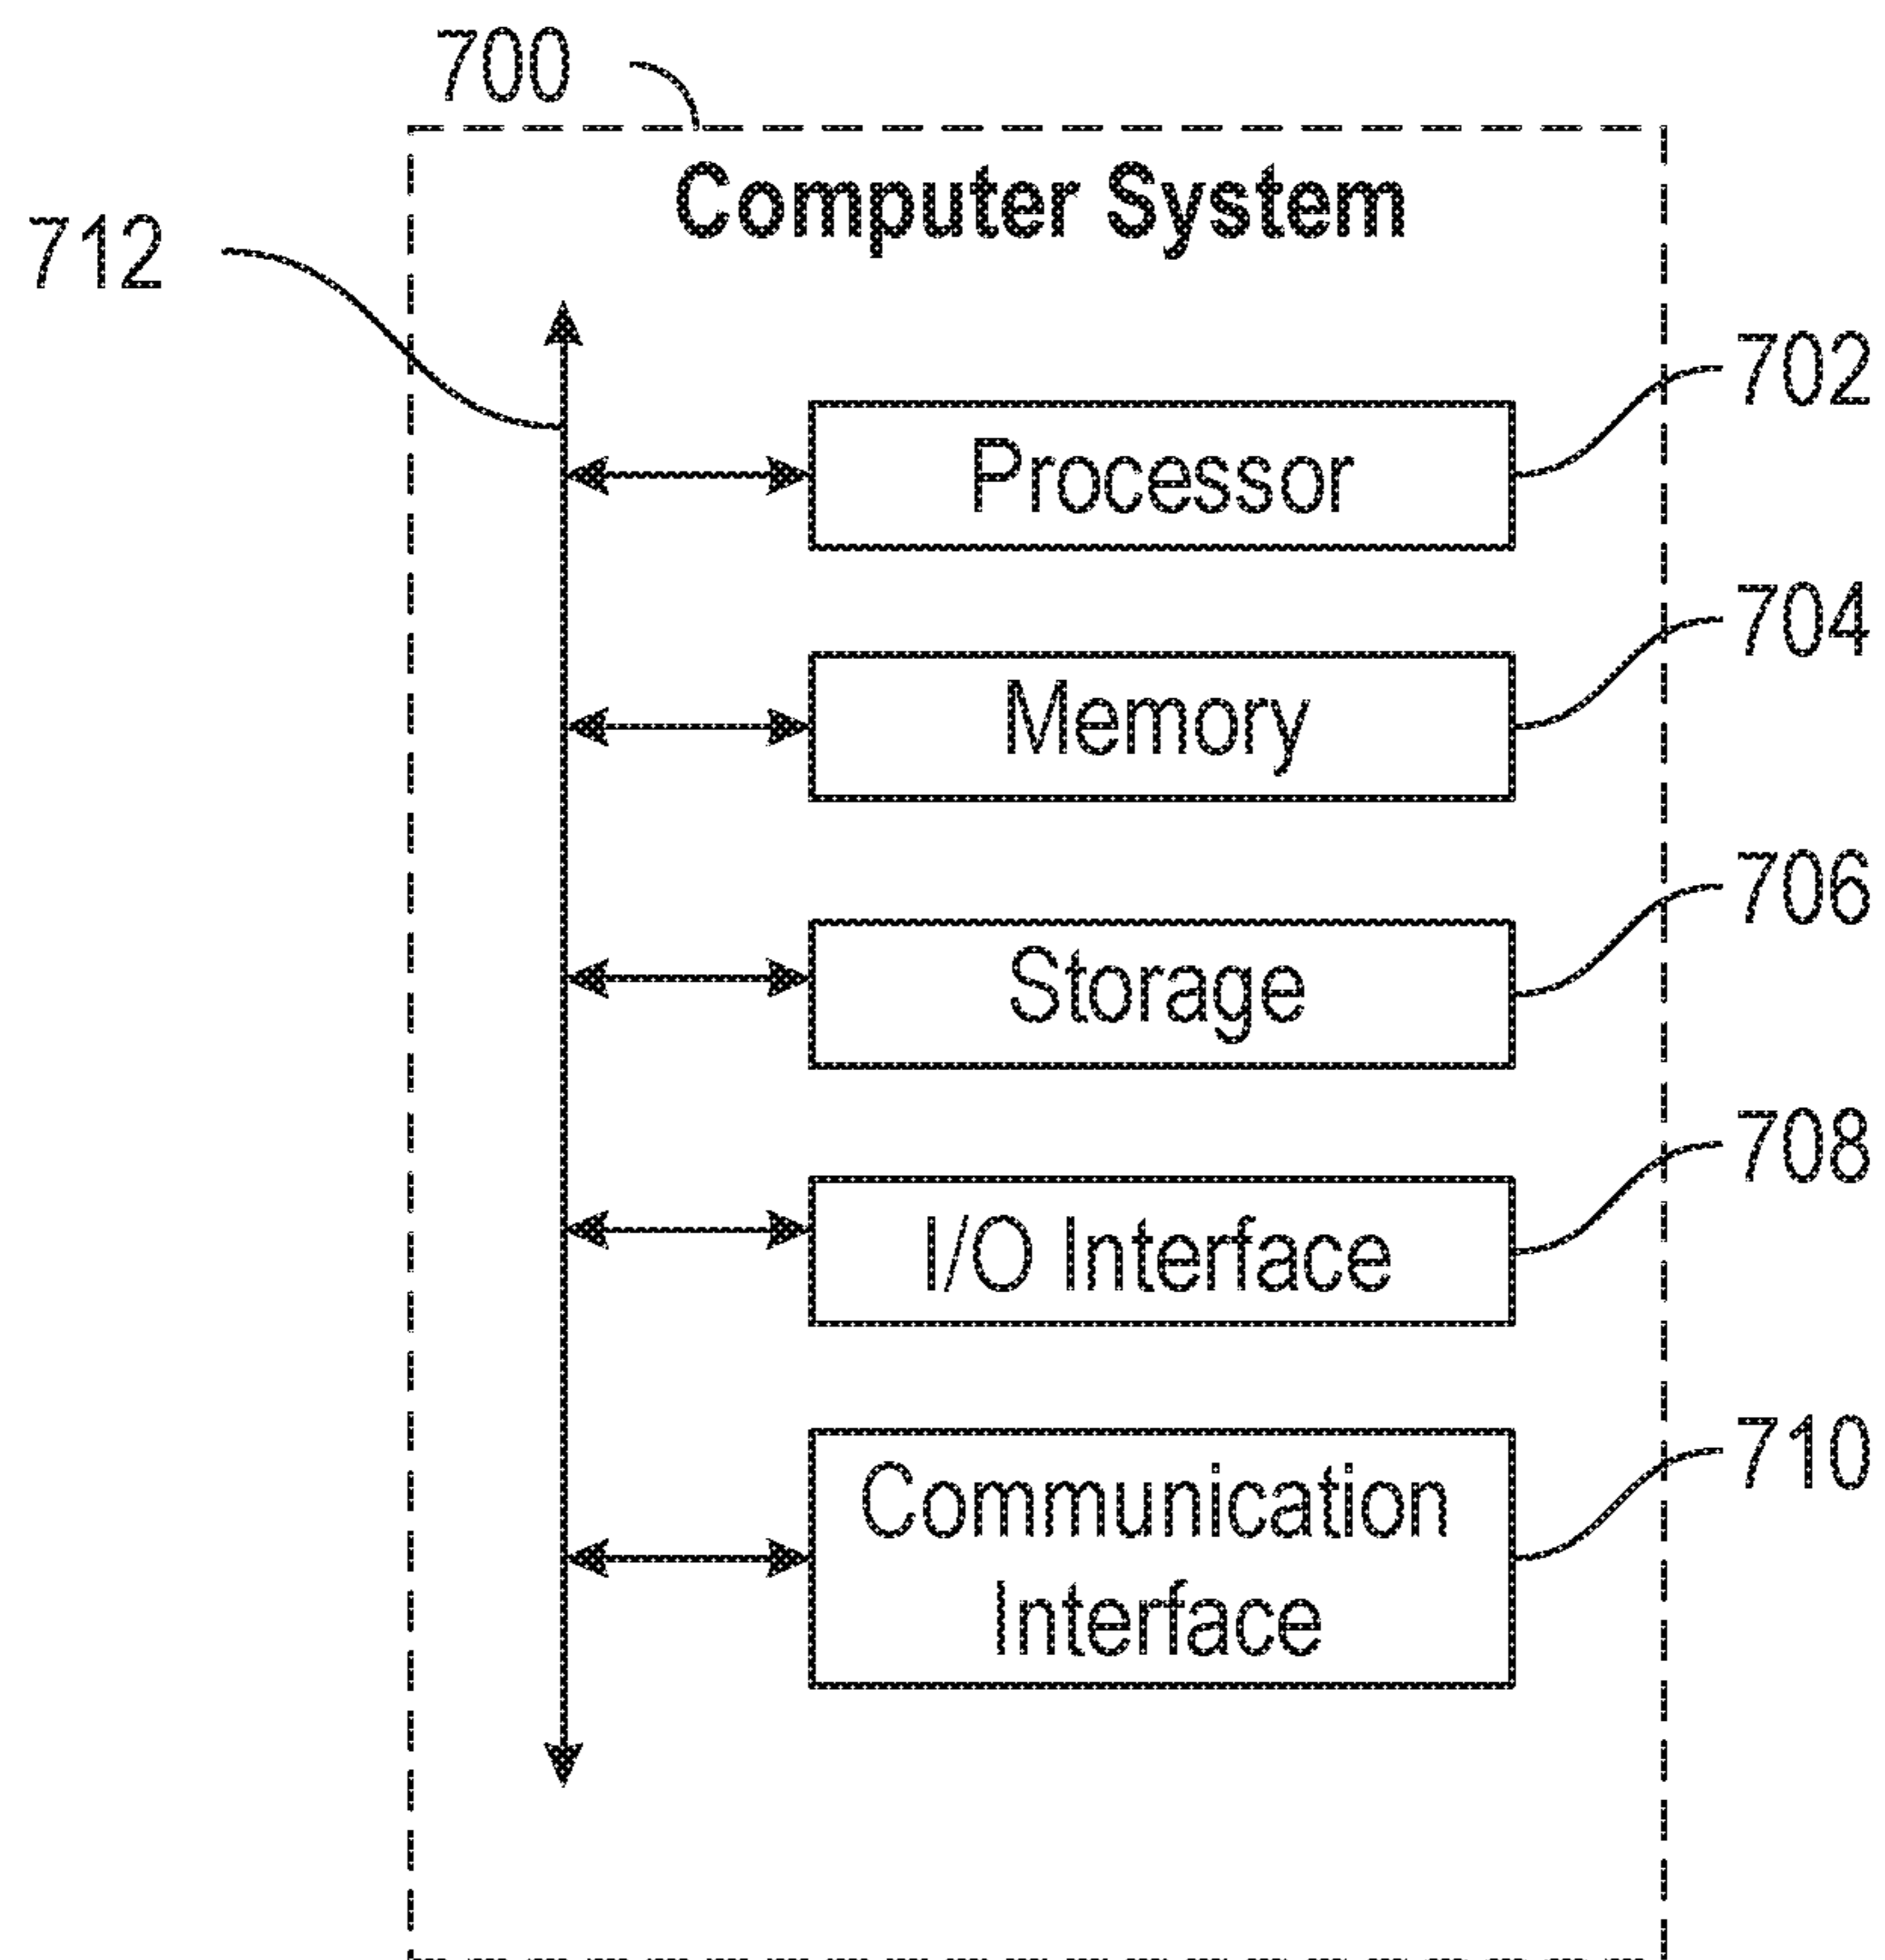 700
Computer System
712
702
Processor
704
Memory
706
Storage
708
I/O Interface
710
Communication
Interface